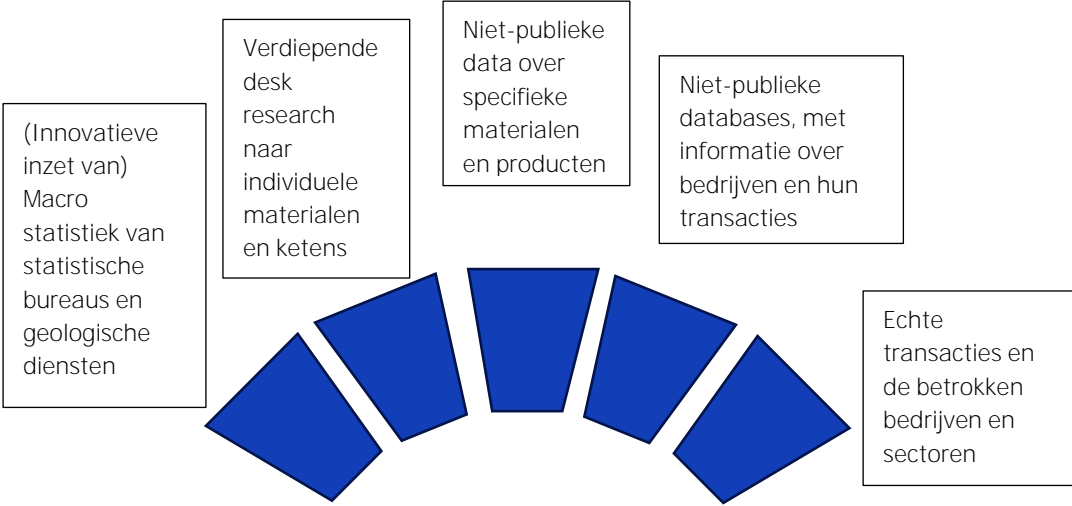 (Innovatieve
inzet van)
Macro
statistiek van
statistische
bureaus en
geologische
diensten
Verdiepende
desk
research
naar
individuele
materialen
en ketens
Niet-publieke
data over
specifieke
materialen
en producten
Niet-publieke
databases, met
informatie over
bedrijven en hun
transacties
Echte
transacties en
de betrokken
bedrijven en
sectoren